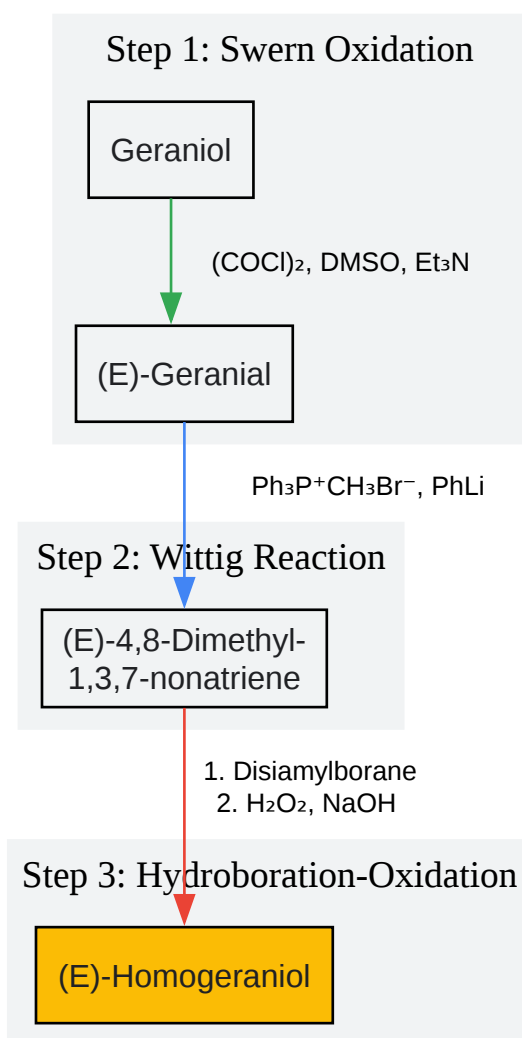 Step 1: Swern Oxidation
Geraniol
(COCl)₂, DMSO, Et₃N
(E)-Geranial
Ph₃P⁺CH₃Br⁻, PhLi
Step 2: Wittig Reaction
(E)-4,8-Dimethyl-
1,3,7-nonatriene
1. Disiamylborane
2. H₂O₂, NaOH
Step 3: Hydroboration-Oxidation
(E)-Homogeraniol